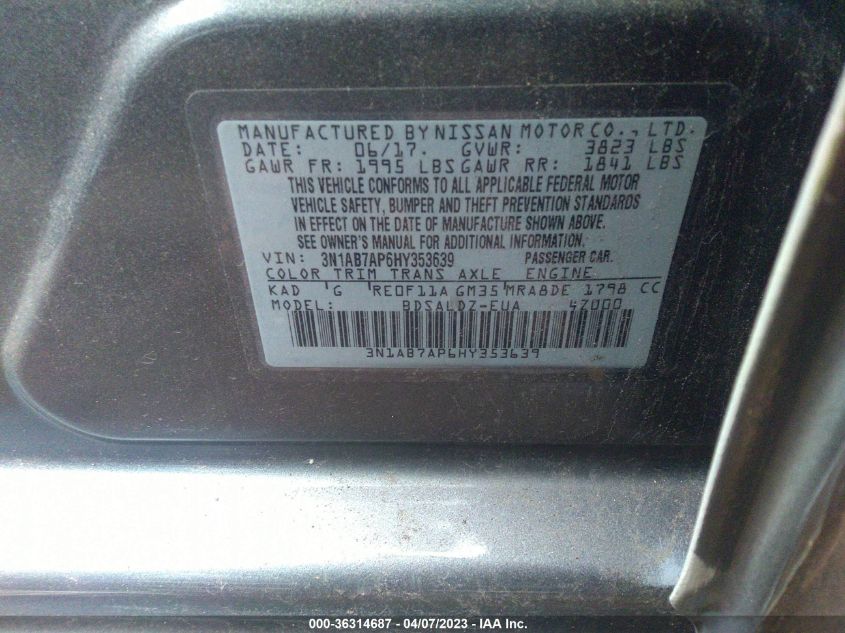 MANUFACTURED BY NISSAN MOTOR CO., LTD.
DATE: 06/17. GVWR: 3823 LBS
GAWR FR: 1995 LBS GAWR RR: 1841 LBS
THIS VEHICLE CONFORMS TO ALL APPLICABLE FEDERAL MOTOR
VEHICLE SAFETY, BUMPER AND THEFT PREVENTION STANDARDS
IN EFFECT ON THE DATE OF MANUFACTURE SHOWN ABOVE.
SEE OWNER'S MANUAL FOR ADDITIONAL INFORMATION.
VIN: 3N1AB7AP6HY353639 PASSENGER CAR.
COLOR TRIM TRANS AXLE ENGINE
KAD G RE0F11A GM35 MRA8DE 1798 CC
MODEL: BDSALDZ-EUA 4Z0G0
3N1AB7AP6HY353639
000-36314687 - 04/07/2023 - IAA Inc.